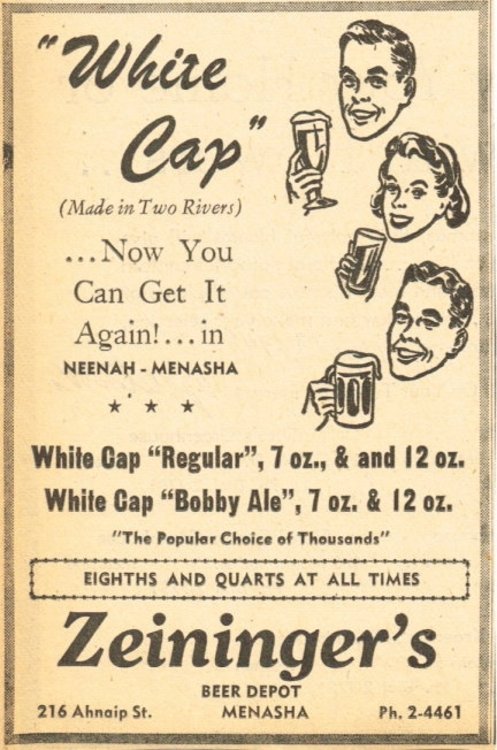 "White
Cap"
(Made in Two Rivers)
...Now You
Can Get It
Again!...in
NEENAH - MENASHA
★ ★ ★
White Cap "Regular", 7 oz., & and 12 oz.
White Cap "Bobby Ale", 7 oz. & 12 oz.
"The Popular Choice of Thousands"
EIGHTHS AND QUARTS AT ALL TIMES
Zeininger's
BEER DEPOT
216 Ahnaip St. MENASHA Ph. 2-4461